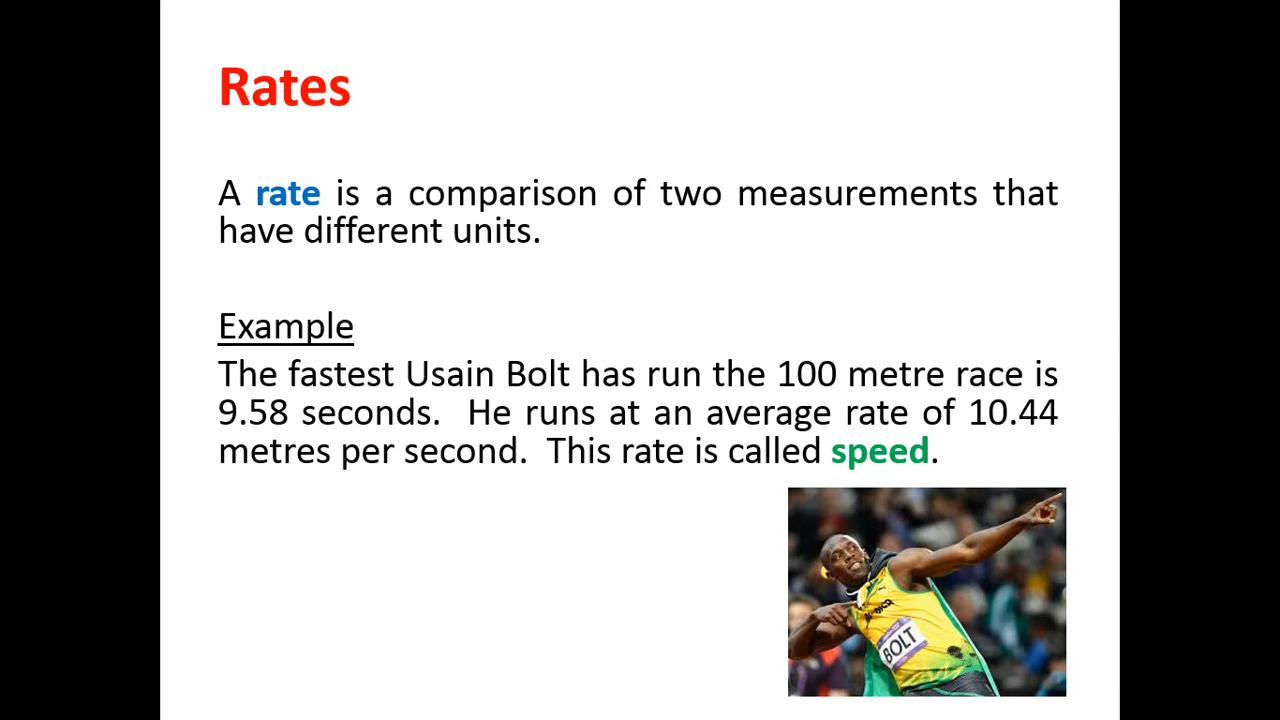 Rates
A rate is a comparison of two measurements that
have different units.
Example
The fastest Usain Bolt has run the 100 metre race is
9.58 seconds.  He runs at an average rate of 10.44
metres per second.  This rate is called speed.
BOLT